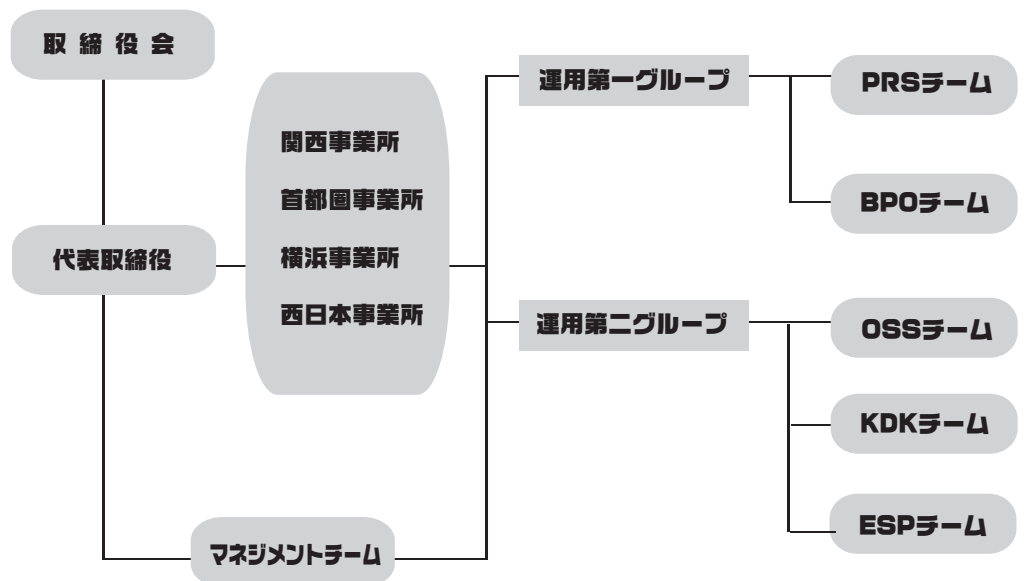 取 締 役 会
代表取締役
関西事業所
首都圏事業所
横浜事業所
西日本事業所
マネジメントチーム
運用第一グループ
PRSチーム
BPOチーム
運用第二グループ
OSSチーム
KDKチーム
ESPチーム